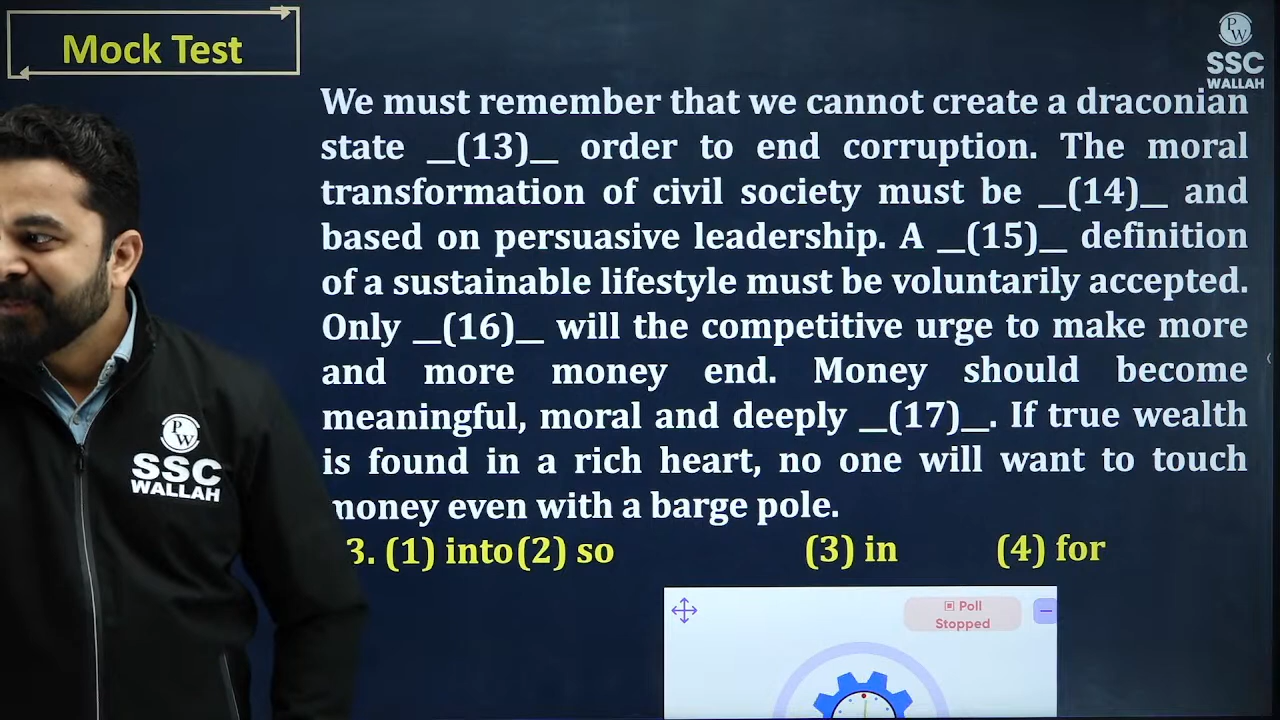 Mock Test
PW
SSC
WALLAH
We must remember that we cannot create a draconian
state __(13)__ order to end corruption. The moral
transformation of civil society must be __(14)__ and
based on persuasive leadership. A __(15)__ definition
of a sustainable lifestyle must be voluntarily accepted.
Only __(16)__ will the competitive urge to make more
and more money end. Money should become
meaningful, moral and deeply __(17)__. If true wealth
is found in a rich heart, no one will want to touch
money even with a barge pole.
3. (1) into (2) so (3) in (4) for
PW
SSC
WALLAH
Poll
Stopped